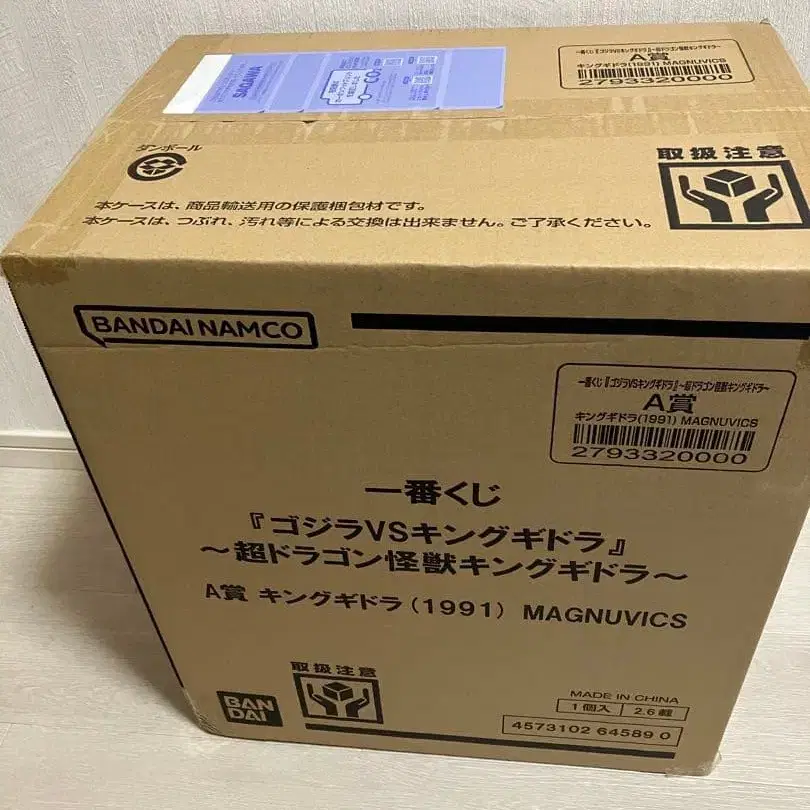 SAGAWA
CO₂
一番くじ『ゴジラVSキングギドラ』~超ドラゴン怪獣キングギドラ~
A賞
キングギドラ(1991) MAGNUVICS
2793320000
ダンボール
取扱注意
本ケースは、商品輸送用の保護梱包材です。
本ケースは、つぶれ、汚れ等による交換は出来ません。ご了承ください。
BANDAI NAMCO
一番くじ『ゴジラVSキングギドラ』~超ドラゴン怪獣キングギドラ~
A賞
キングギドラ(1991) MAGNUVICS
2793320000
一番くじ
『ゴジラVSキングギドラ』
~超ドラゴン怪獣キングギドラ~
A賞 キングギドラ(1991) MAGNUVICS
取扱注意
BAN
DAI
MADE IN CHINA
1個入 2.6
4573102 64589 0